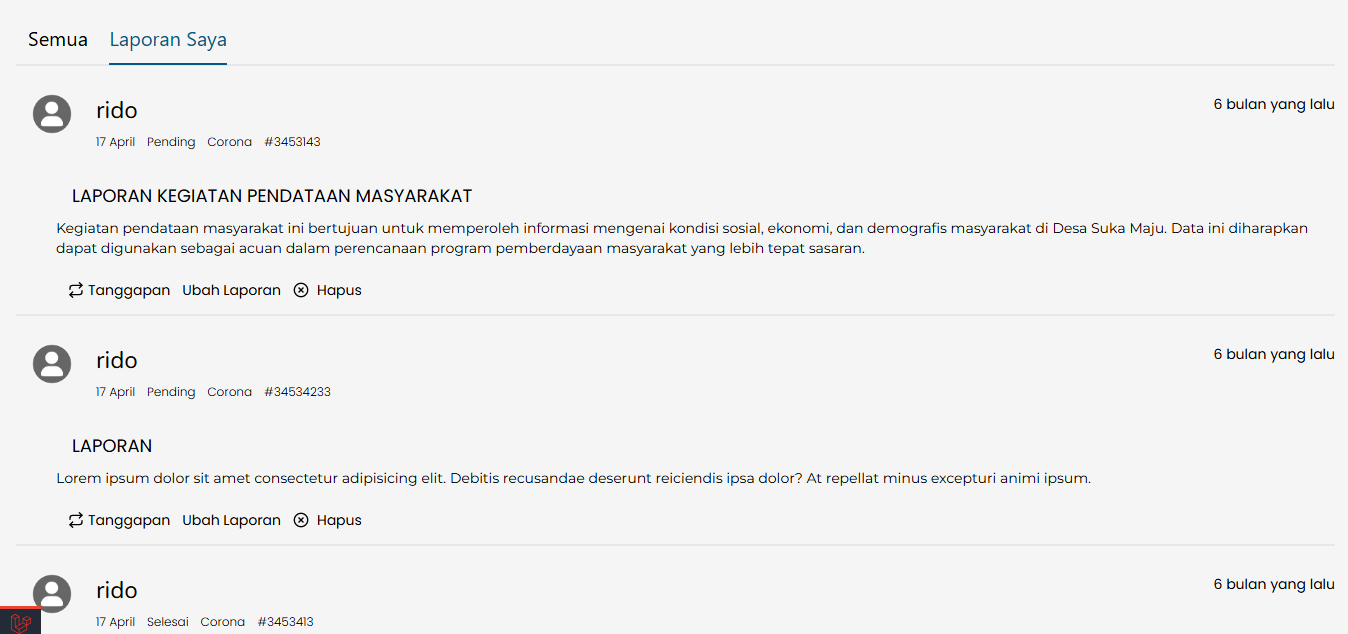 Semua Laporan Saya
rido 6 bulan yang lalu
17 April Pending Corona #3453143
LAPORAN KEGIATAN PENDATAAN MASYARAKAT
Kegiatan pendataan masyarakat ini bertujuan untuk memperoleh informasi mengenai kondisi sosial, ekonomi, dan demografis masyarakat di Desa Suka Maju. Data ini diharapkan
dapat digunakan sebagai acuan dalam perencanaan program pemberdayaan masyarakat yang lebih tepat sasaran.
Tanggapan Ubah Laporan Hapus
rido 6 bulan yang lalu
17 April Pending Corona #34534233
LAPORAN
Lorem ipsum dolor sit amet consectetur adipisicing elit. Debitis recusandae deserunt reiciendis ipsa dolor? At repellat minus excepturi animi ipsum.
Tanggapan Ubah Laporan Hapus
rido 6 bulan yang lalu
17 April Selesai Corona #3453413